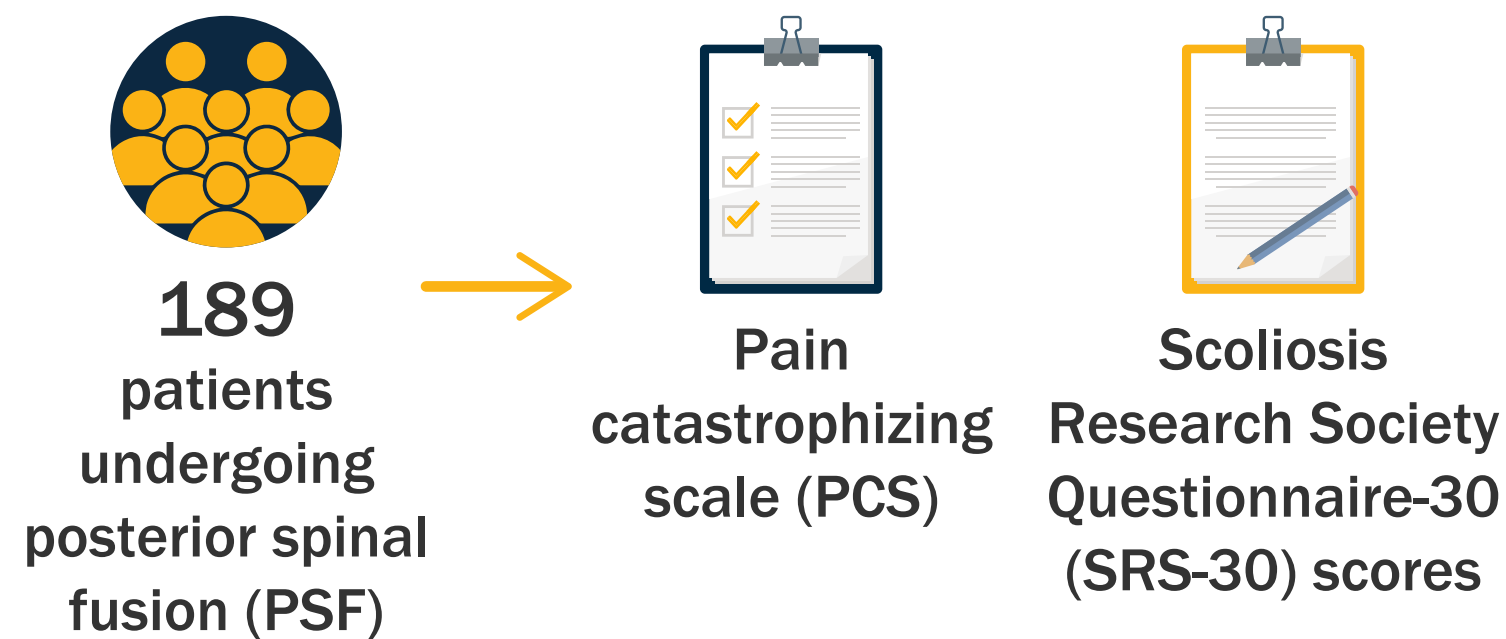 189
patients
undergoing
posterior spinal
fusion (PSF)
Pain
catastrophizing
scale (PCS)
Scoliosis
Research Society
Questionnaire-30
(SRS-30) scores